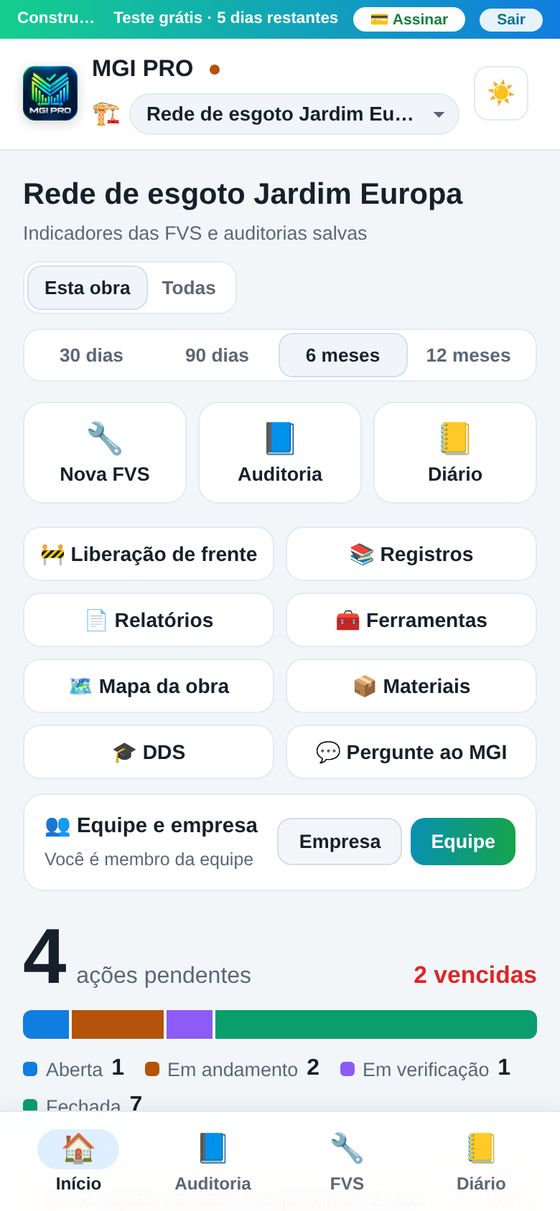 Constru… Teste grátis · 5 dias restantes Assinar Sair
MGI PRO
MGI PRO
Rede de esgoto Jardim Eu…
Rede de esgoto Jardim Europa
Indicadores das FVS e auditorias salvas
Esta obra Todas
30 dias 90 dias 6 meses 12 meses
Nova FVS Auditoria Diário
Liberação de frente Registros
Relatórios Ferramentas
Mapa da obra Materiais
DDS Pergunte ao MGI
Equipe e empresa
Você é membro da equipe
Empresa Equipe
4 ações pendentes 2 vencidas
Aberta 1 Em andamento 2 Em verificação 1
Fechada 7
Início Auditoria FVS Diário